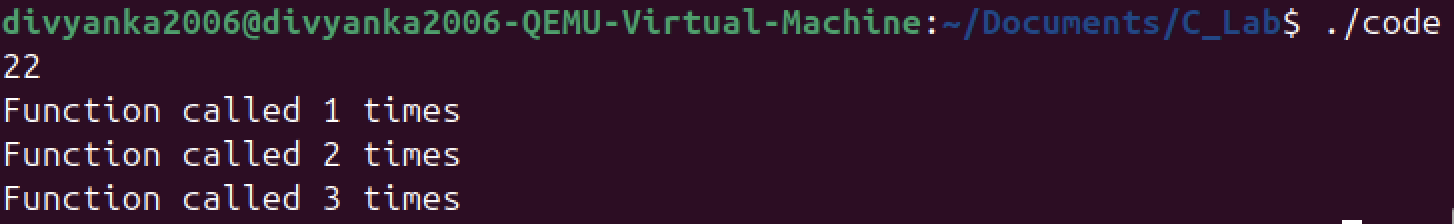 divyanka2006@divyanka2006-QEMU-Virtual-Machine:~/Documents/C_Lab$ ./code
22
Function called 1 times
Function called 2 times
Function called 3 times